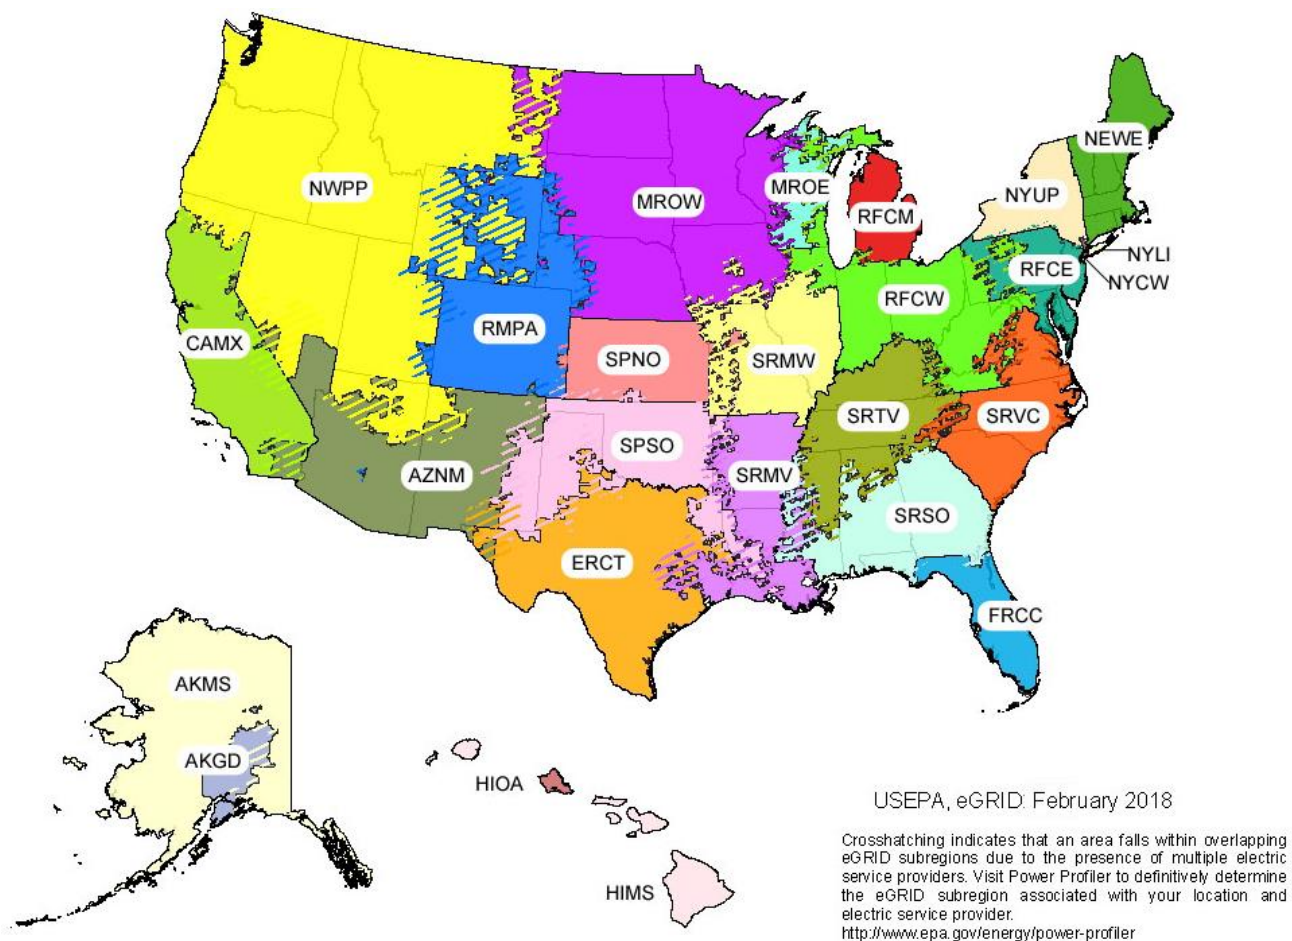 NEWE
NWPP
MROE
NYUP
MROW
RFCM
NYLI
RFCE
NYCW
RFCW
RMPA
CAMX
SPNO
SRMW
SRTV
SRVC
SPSO
AZNM
SRMV
SRSO
ERCT
FRCC
AKMS
AKGD
HIOA
HIMS
USEPA, eGRID: February 2018
Crosshatching indicates that an area falls within overlapping
eGRID subregions due to the presence of multiple electric
service providers. Visit Power Profiler to definitively determine
the eGRID subregion associated with your location and
electric service provider.
http://www.epa.gov/energy/power-profiler